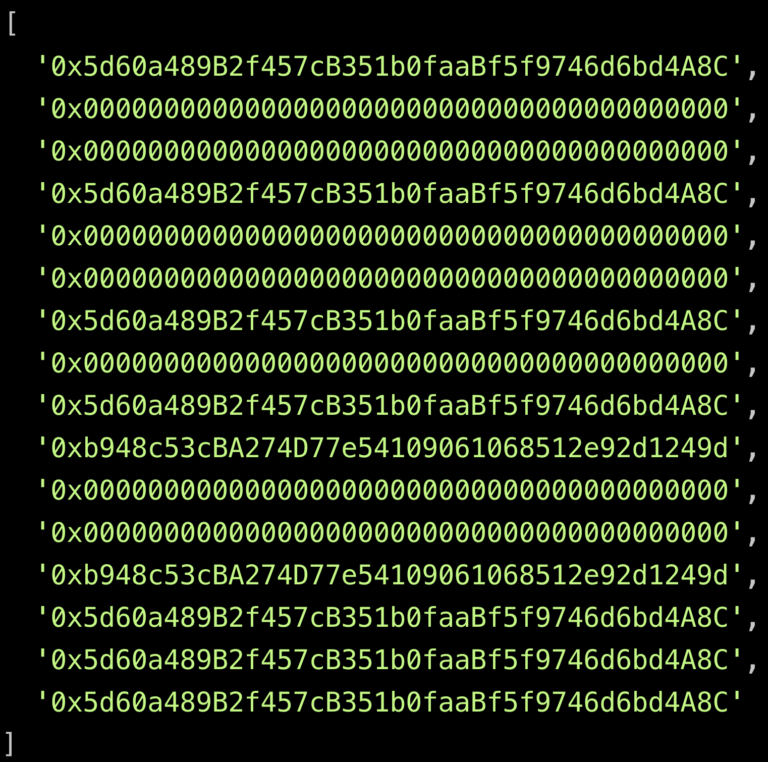 [
'0x5d60a489B2f457cB351b0faaBf5f9746d6bd4A8C',
'0x0000000000000000000000000000000000000000',
'0x0000000000000000000000000000000000000000',
'0x5d60a489B2f457cB351b0faaBf5f9746d6bd4A8C',
'0x0000000000000000000000000000000000000000',
'0x0000000000000000000000000000000000000000',
'0x5d60a489B2f457cB351b0faaBf5f9746d6bd4A8C',
'0x0000000000000000000000000000000000000000',
'0x5d60a489B2f457cB351b0faaBf5f9746d6bd4A8C',
'0xb948c53cBA274D77e54109061068512e92d1249d',
'0x0000000000000000000000000000000000000000',
'0x0000000000000000000000000000000000000000',
'0xb948c53cBA274D77e54109061068512e92d1249d',
'0x5d60a489B2f457cB351b0faaBf5f9746d6bd4A8C',
'0x5d60a489B2f457cB351b0faaBf5f9746d6bd4A8C',
'0x5d60a489B2f457cB351b0faaBf5f9746d6bd4A8C'
]